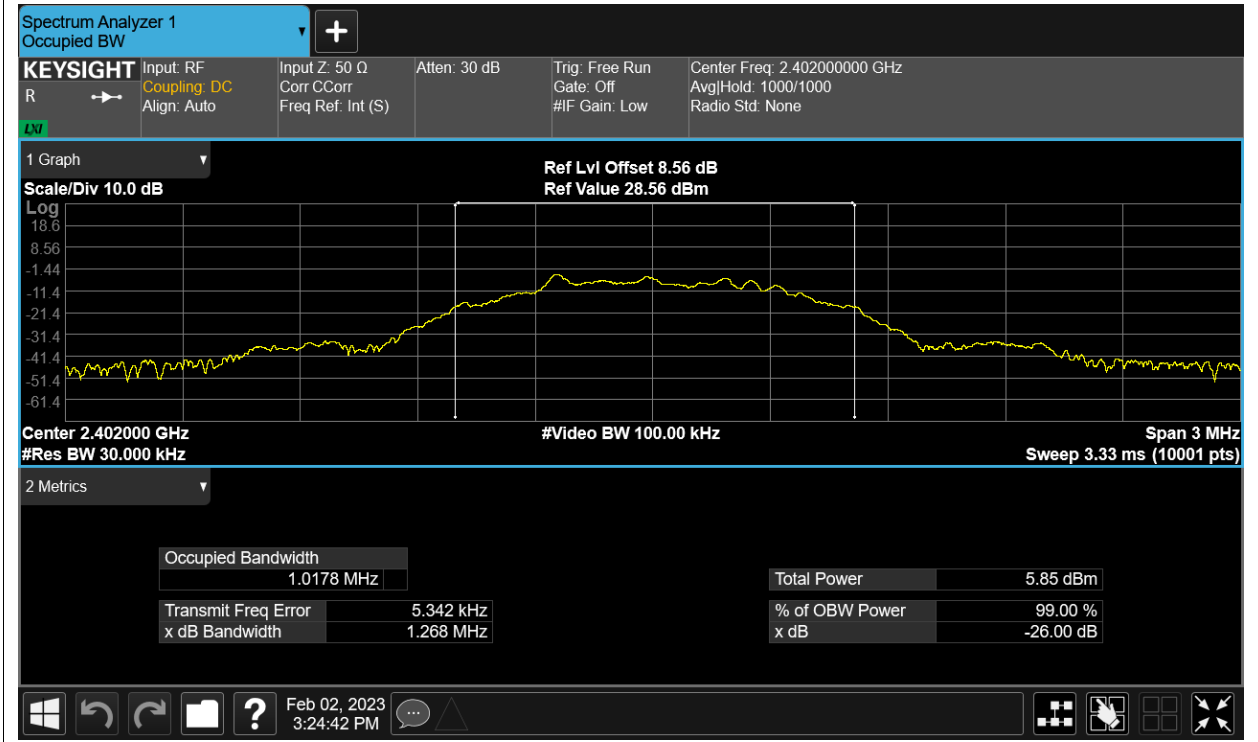 Spectrum Analyzer 1
Occupied BW
KEYSIGHT
R
LXI
Input: RF
Coupling: DC
Align: Auto
Input Z: 50 Ω
Corr CCorr
Freq Ref: Int (S)
Atten: 30 dB
Trig: Free Run
Gate: Off
#IF Gain: Low
Center Freq: 2.402000000 GHz
Avg|Hold: 1000/1000
Radio Std: None
1 Graph
Scale/Div 10.0 dB
Ref Lvl Offset 8.56 dB
Ref Value 28.56 dBm
Log
18.6
8.56
-1.44
-11.4
-21.4
-31.4
-41.4
-51.4
-61.4
Center 2.402000 GHz
#Res BW 30.000 kHz
#Video BW 100.00 kHz
Span 3 MHz
Sweep 3.33 ms (10001 pts)
2 Metrics
Occupied Bandwidth
1.0178 MHz
Transmit Freq Error 5.342 kHz
x dB Bandwidth 1.268 MHz
Total Power 5.85 dBm
% of OBW Power 99.00 %
x dB -26.00 dB
Feb 02, 2023
3:24:42 PM